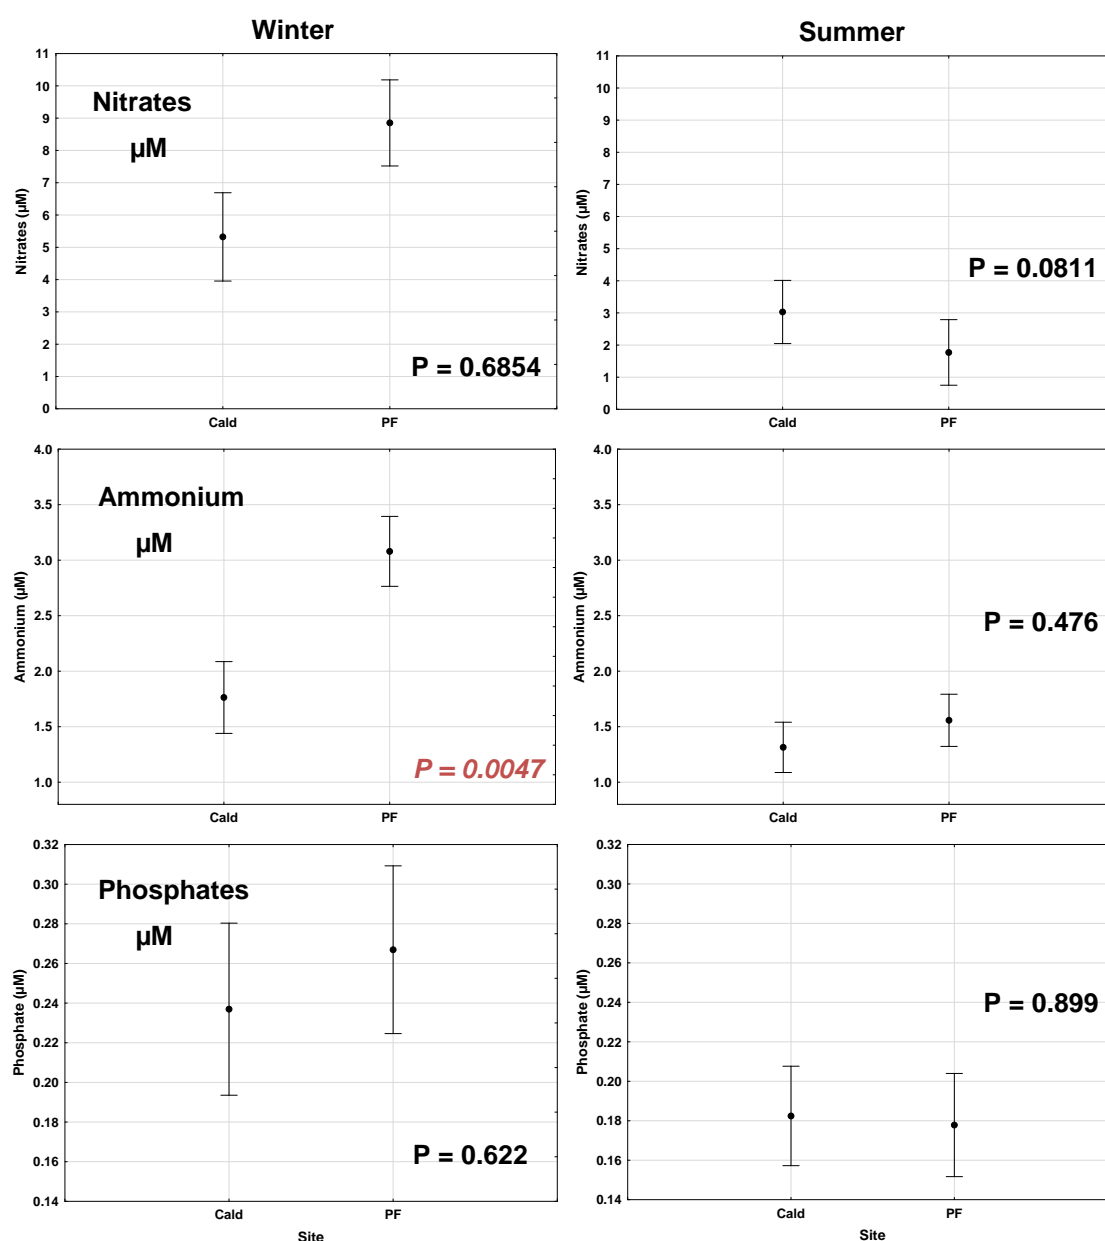 Winter
Summer
Nitrates
µM
Nitrates (µM)
11
10
9
8
7
6
5
4
3
2
1
0
P = 0.6854
Cald
PF
Nitrates (µM)
11
10
9
8
7
6
5
4
3
2
1
0
P = 0.0811
Cald
PF
Ammonium
µM
Ammonium (µM)
4.0
3.5
3.0
2.5
2.0
1.5
1.0
P = 0.0047
Cald
PF
Ammonium (µM)
4.0
3.5
3.0
2.5
2.0
1.5
1.0
P = 0.476
Cald
PF
Phosphates
µM
Phosphate (µM)
0.32
0.30
0.28
0.26
0.24
0.22
0.20
0.18
0.16
0.14
P = 0.622
Cald
PF
Site
Phosphate (µM)
0.32
0.30
0.28
0.26
0.24
0.22
0.20
0.18
0.16
0.14
P = 0.899
Cald
PF
Site